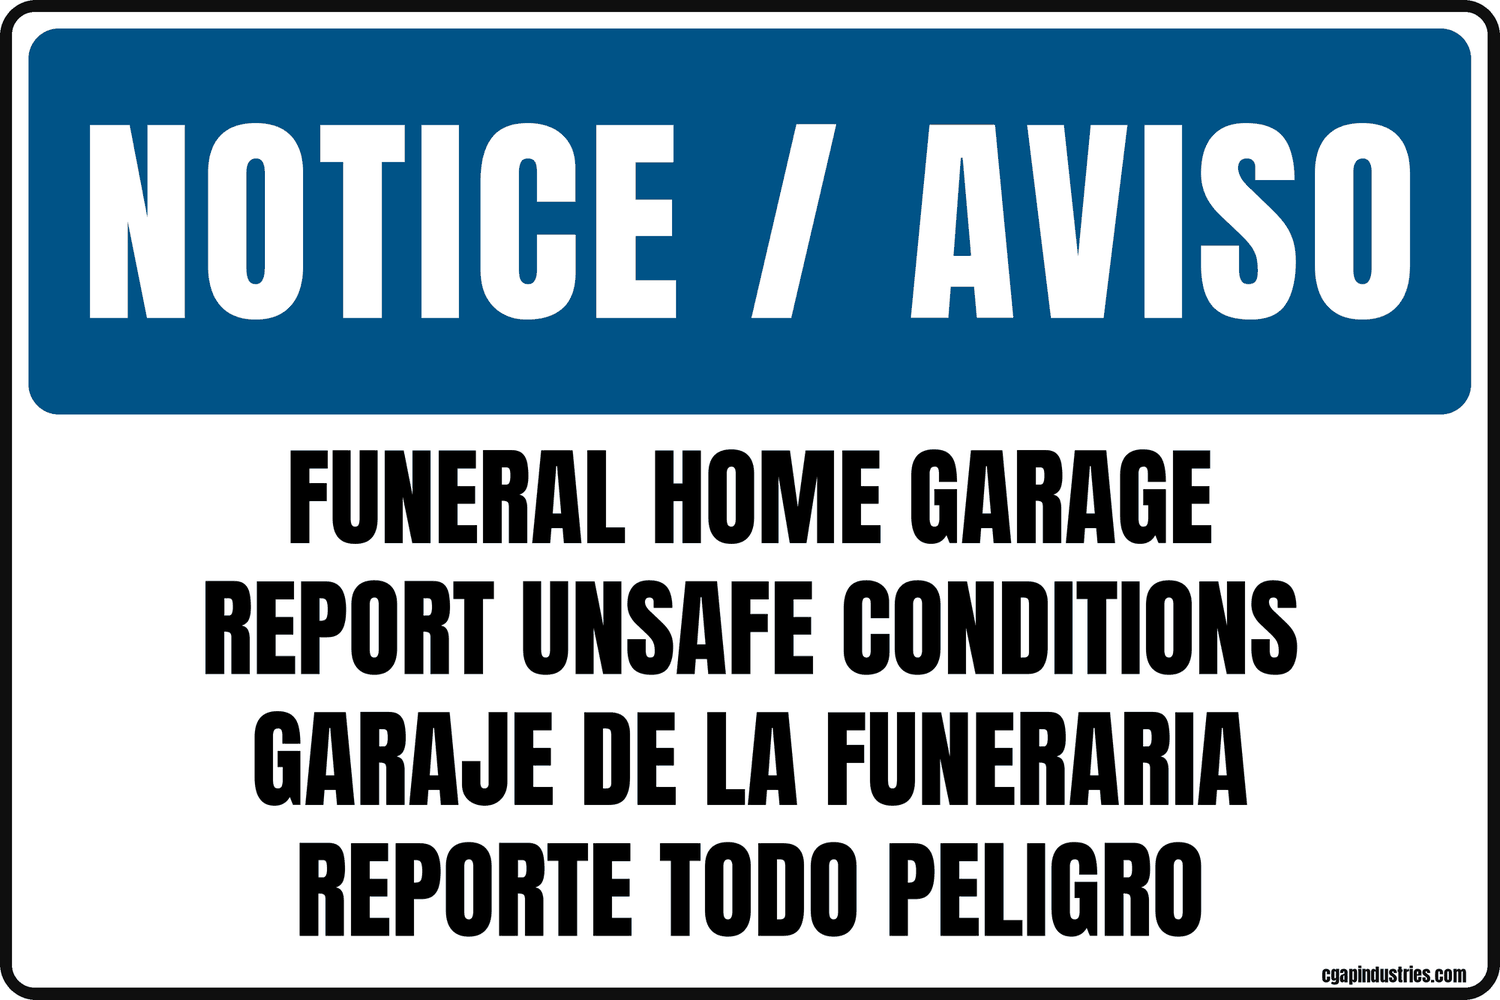 NOTICE / AVISO
FUNERAL HOME GARAGE
REPORT UNSAFE CONDITIONS
GARAJE DE LA FUNERARIA
REPORTE TODO PELIGRO
cgapindustries.com